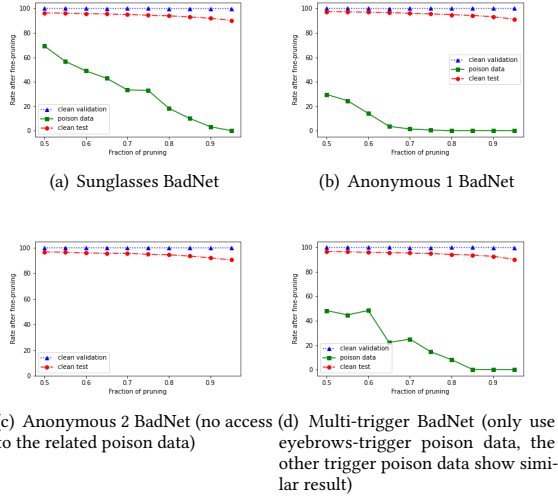 100
80
60
40
20
0
Rate after fine-pruning
clean validation
poison data
clean test
0.5 0.6 0.7 0.8 0.9
Fraction of pruning
(a) Sunglasses BadNet
100
80
60
40
20
0
Rate after fine-pruning
clean validation
poison data
clean test
0.5 0.6 0.7 0.8 0.9
Fraction of pruning
(b) Anonymous 1 BadNet
100
80
60
40
20
0
Rate after fine-pruning
clean validation
clean test
0.5 0.6 0.7 0.8 0.9
Fraction of pruning
c) Anonymous 2 BadNet (no access
to the related poison data)
100
80
60
40
20
0
Rate after fine-pruning
clean validation
poison data
clean test
0.5 0.6 0.7 0.8 0.9
Fraction of pruning
(d) Multi-trigger BadNet (only use
eyebrows-trigger poison data, the
other trigger poison data show simi-
lar result)